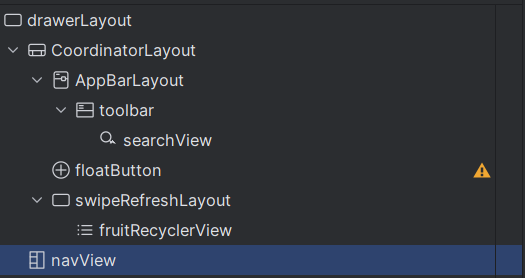 drawerLayout
CoordinatorLayout
AppBarLayout
toolbar
searchView
floatButton
swipeRefreshLayout
fruitRecyclerView
navView